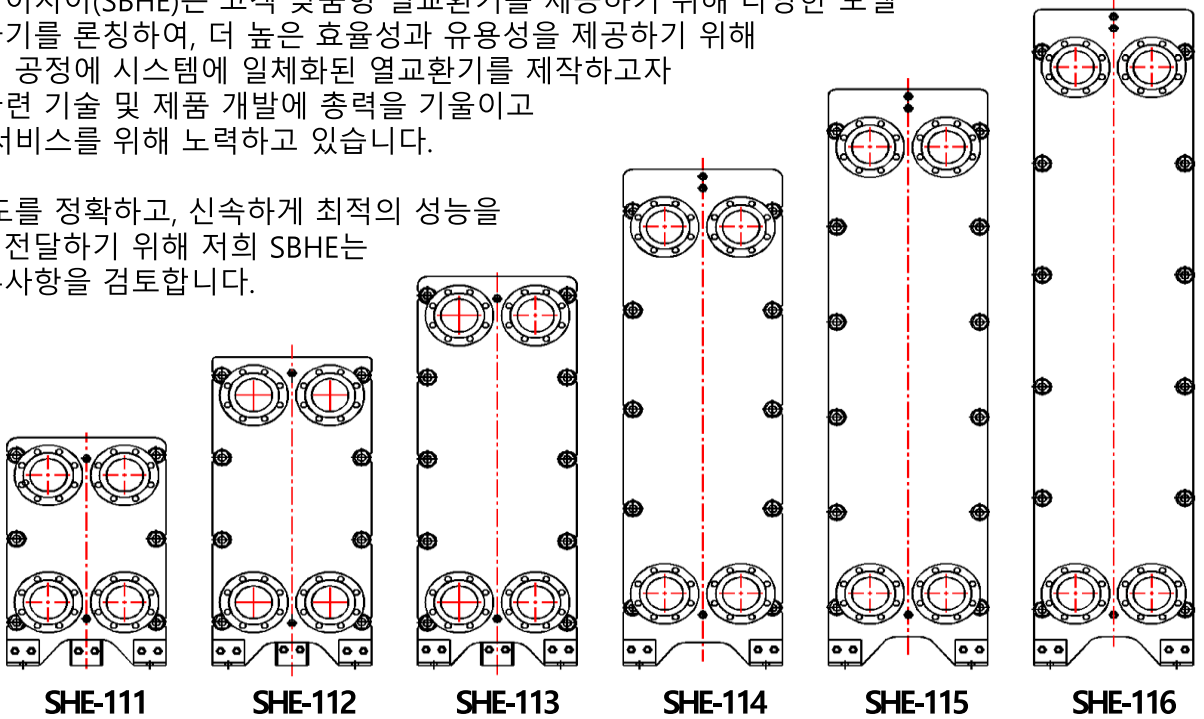 이치이(SBHE)는 고객 맞춤형 열교환기를 제공하기 위해 다양한 모델
기를 론칭하여, 더 높은 효율성과 유용성을 제공하기 위해
공정에 시스템에 일체화된 열교환기를 제작하고자
련 기술 및 제품 개발에 총력을 기울이고
서비스를 위해 노력하고 있습니다.
도를 정확하고, 신속하게 최적의 성능을
전달하기 위해 저희 SBHE는
사항을 검토합니다.
SHE-111 SHE-112 SHE-113 SHE-114 SHE-115 SHE-116